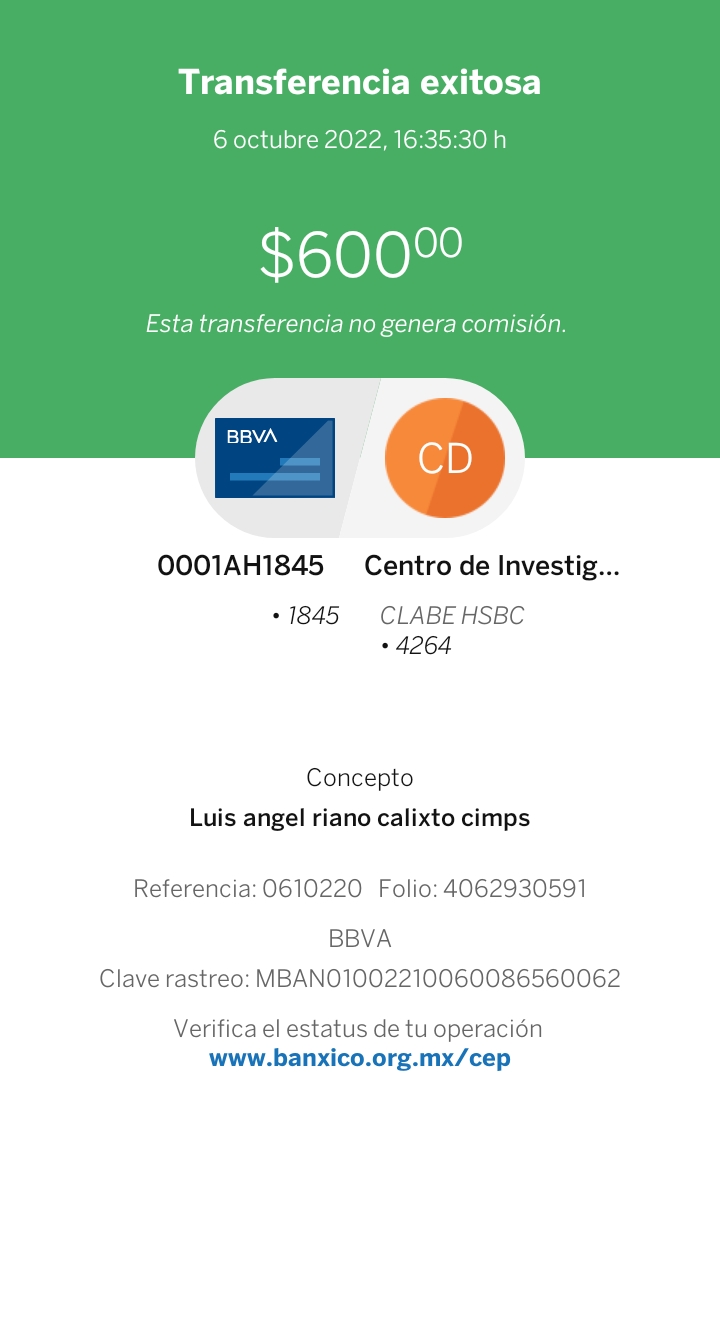 Transferencia exitosa
6 octubre 2022, 16:35:30 h
$600⁰⁰
Esta transferencia no genera comisión.
BBVA
CD
0001AH1845
• 1845
Centro de Investig...
CLABE HSBC
• 4264
Concepto
Luis angel riano calixto cimps
Referencia: 0610220 Folio: 4062930591
BBVA
Clave rastreo: MBAN01002210060086560062
Verifica el estatus de tu operación
www.banxico.org.mx/cep